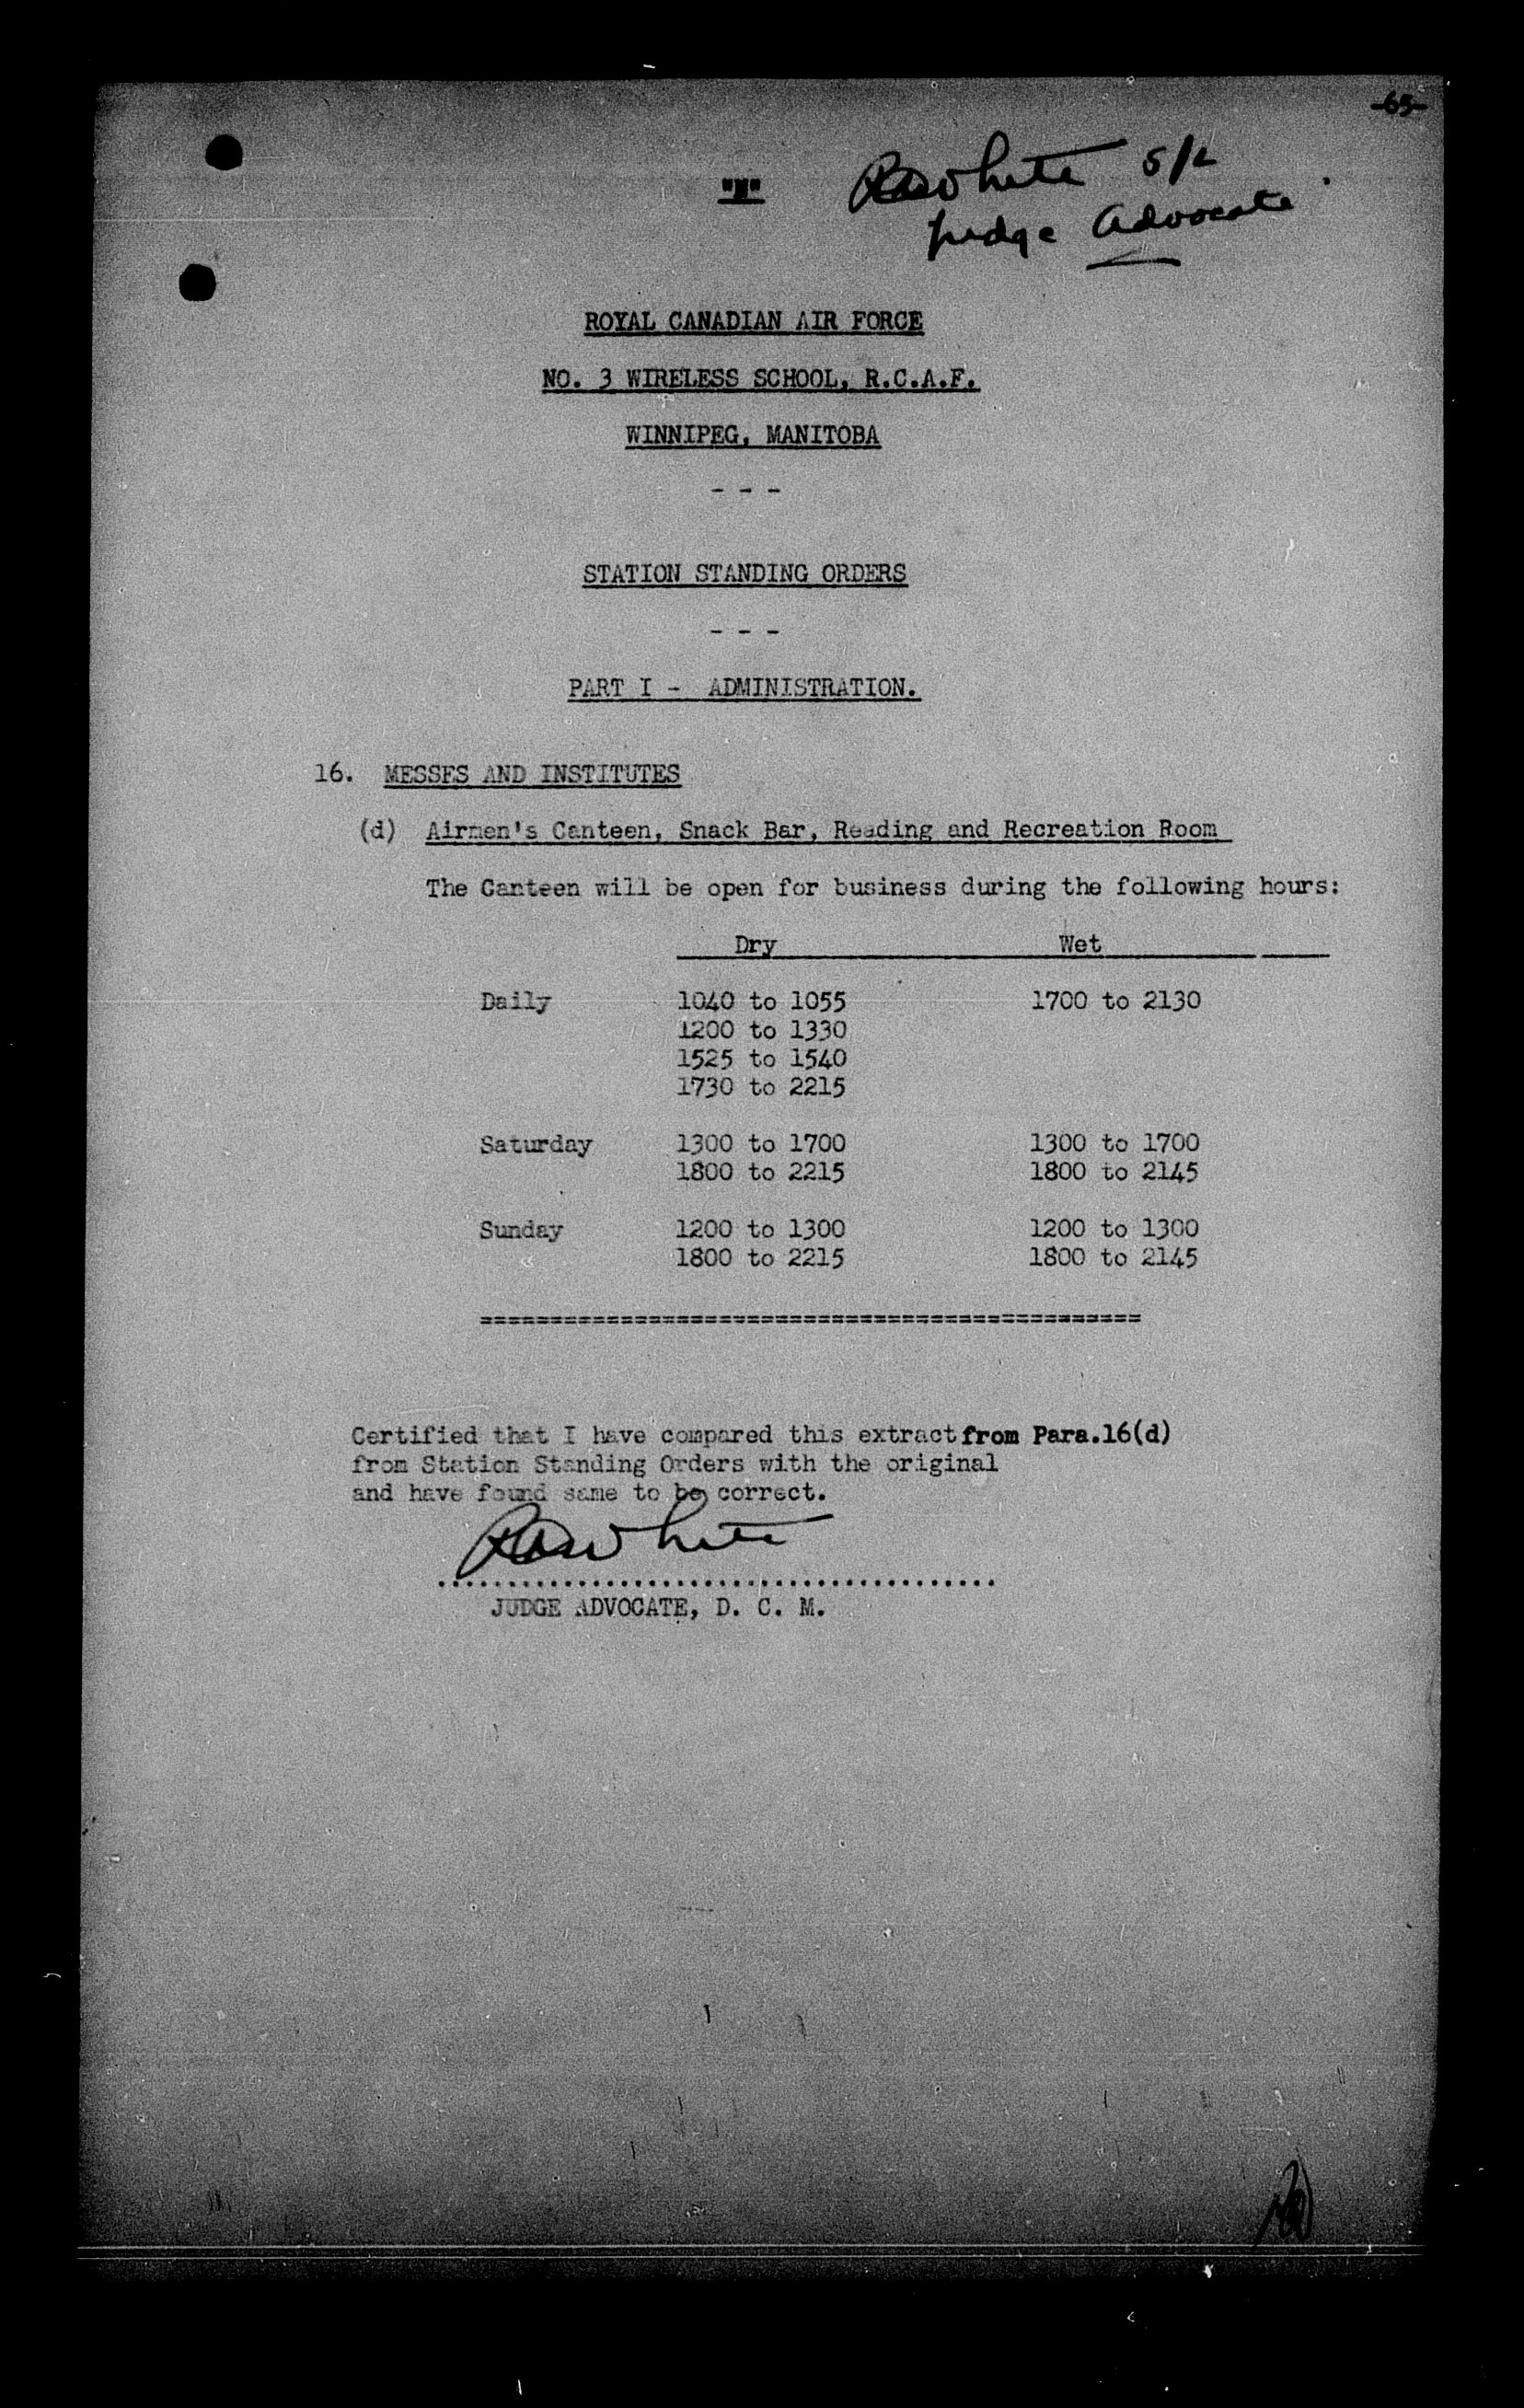 -65-
White S/L
Judge Advocate
ROYAL CANADIAN AIR FORCE
NO. 3 WIRELESS SCHOOL, R.C.A.F.
WINNIPEG, MANITOBA
- - -
STATION STANDING ORDERS
- - -
PART I - ADMINISTRATION.
16. MESSES AND INSTITUTES
(d) Airmen's Canteen, Snack Bar, Reading and Recreation Room
The Canteen will be open for business during the following hours:
Dry Wet
Daily 1040 to 1055 1700 to 2130
1200 to 1330
1525 to 1540
1730 to 2215
Saturday 1300 to 1700 1300 to 1700
1800 to 2215 1800 to 2145
Sunday 1200 to 1300 1200 to 1300
1800 to 2215 1800 to 2145
===============================================
Certified that I have compared this extract from Para.16(d)
from Station Standing Orders with the original
and have found same to be correct.
White
........................................
JUDGE ADVOCATE, D. C. M.